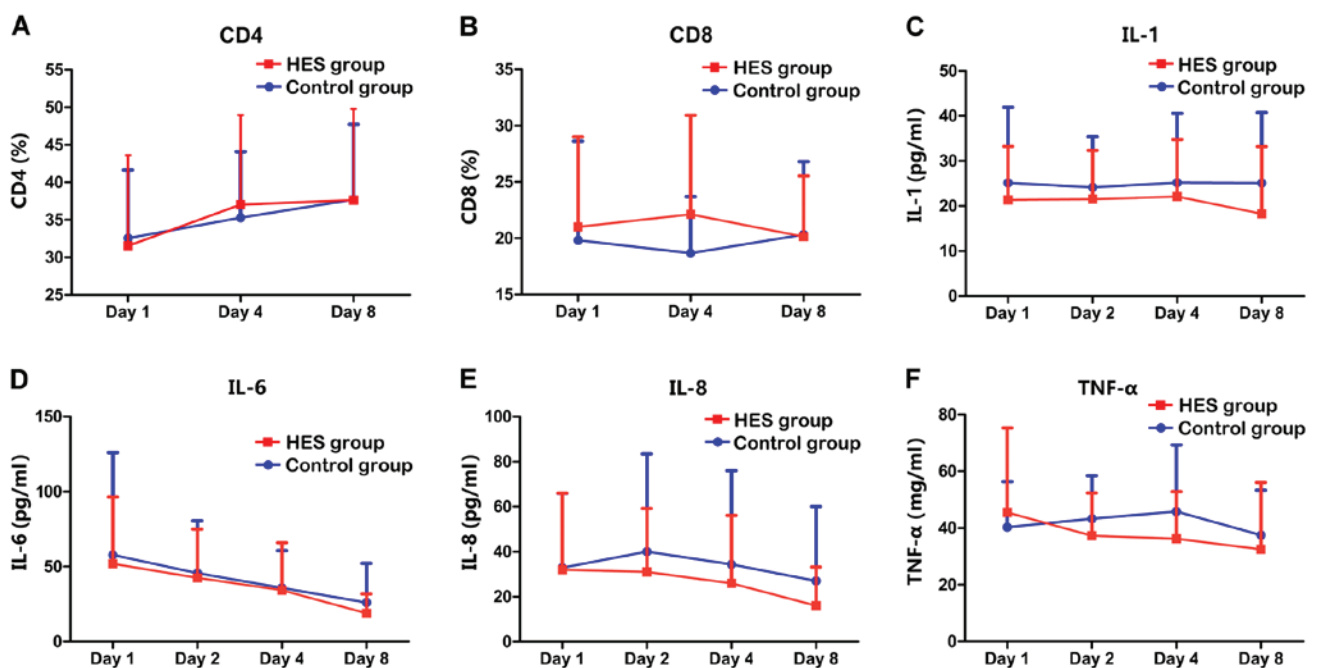 A
CD4
HES group
Control group
CD4 (%)
55
50
45
40
35
30
25
Day 1
Day 4
Day 8
B
CD8
HES group
Control group
CD8 (%)
35
30
25
20
15
Day 1
Day 4
Day 8
C
IL-1
HES group
Control group
IL-1 (pg/ml)
50
40
30
20
10
0
Day 1
Day 2
Day 4
Day 8
D
IL-6
HES group
Control group
IL-6 (pg/ml)
150
100
50
0
Day 1
Day 2
Day 4
Day 8
E
IL-8
HES group
Control group
IL-8 (pg/ml)
100
80
60
40
20
0
Day 1
Day 2
Day 4
Day 8
F
TNF-α
HES group
Control group
TNF-α (mg/ml)
80
60
40
20
0
Day 1
Day 2
Day 4
Day 8